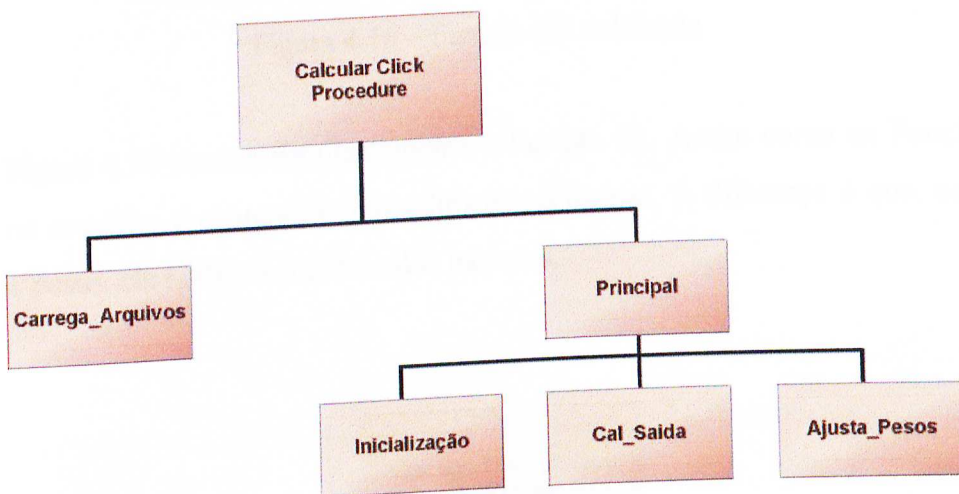 Calcular Click
Procedure
Carrega_Arquivos
Principal
Inicialização
Cal_Saida
Ajusta_Pesos